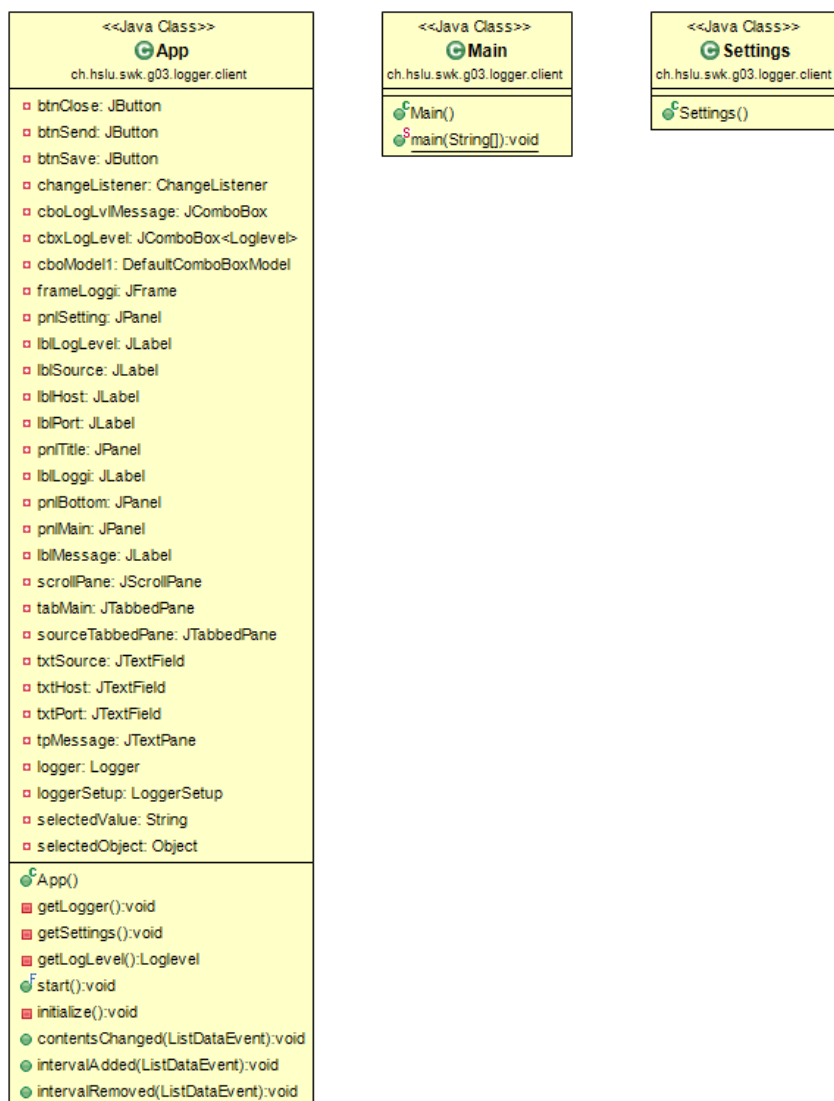 <<Java Class>>
App
ch.hslu.swk.g03.logger.client
btnClose: JButton
btnSend: JButton
btnSave: JButton
changeListener: ChangeListener
cboLogLvlMessage: JComboBox
cbxLogLevel: JComboBox<Loglevel>
cboModel1: DefaultComboBoxModel
frameLoggi: JFrame
pnlSetting: JPanel
lblLogLevel: JLabel
lblSource: JLabel
lblHost: JLabel
lblPort: JLabel
pnlTitle: JPanel
lblLoggi: JLabel
pnlBottom: JPanel
pnlMain: JPanel
lblMessage: JLabel
scrollPane: JScrollPane
tabMain: JTabbedPane
sourceTabbedPane: JTabbedPane
txtSource: JTextField
txtHost: JTextField
txtPort: JTextField
tpMessage: JTextPane
logger: Logger
loggerSetup: LoggerSetup
selectedValue: String
selectedObject: Object
App()
getLogger():void
getSettings():void
getLogLevel():Loglevel
start():void
initialize():void
contentsChanged(ListDataEvent):void
intervalAdded(ListDataEvent):void
intervalRemoved(ListDataEvent):void
<<Java Class>>
Main
ch.hslu.swk.g03.logger.client
Main()
main(String[]):void
<<Java Class>>
Settings
ch.hslu.swk.g03.logger.client
Settings()